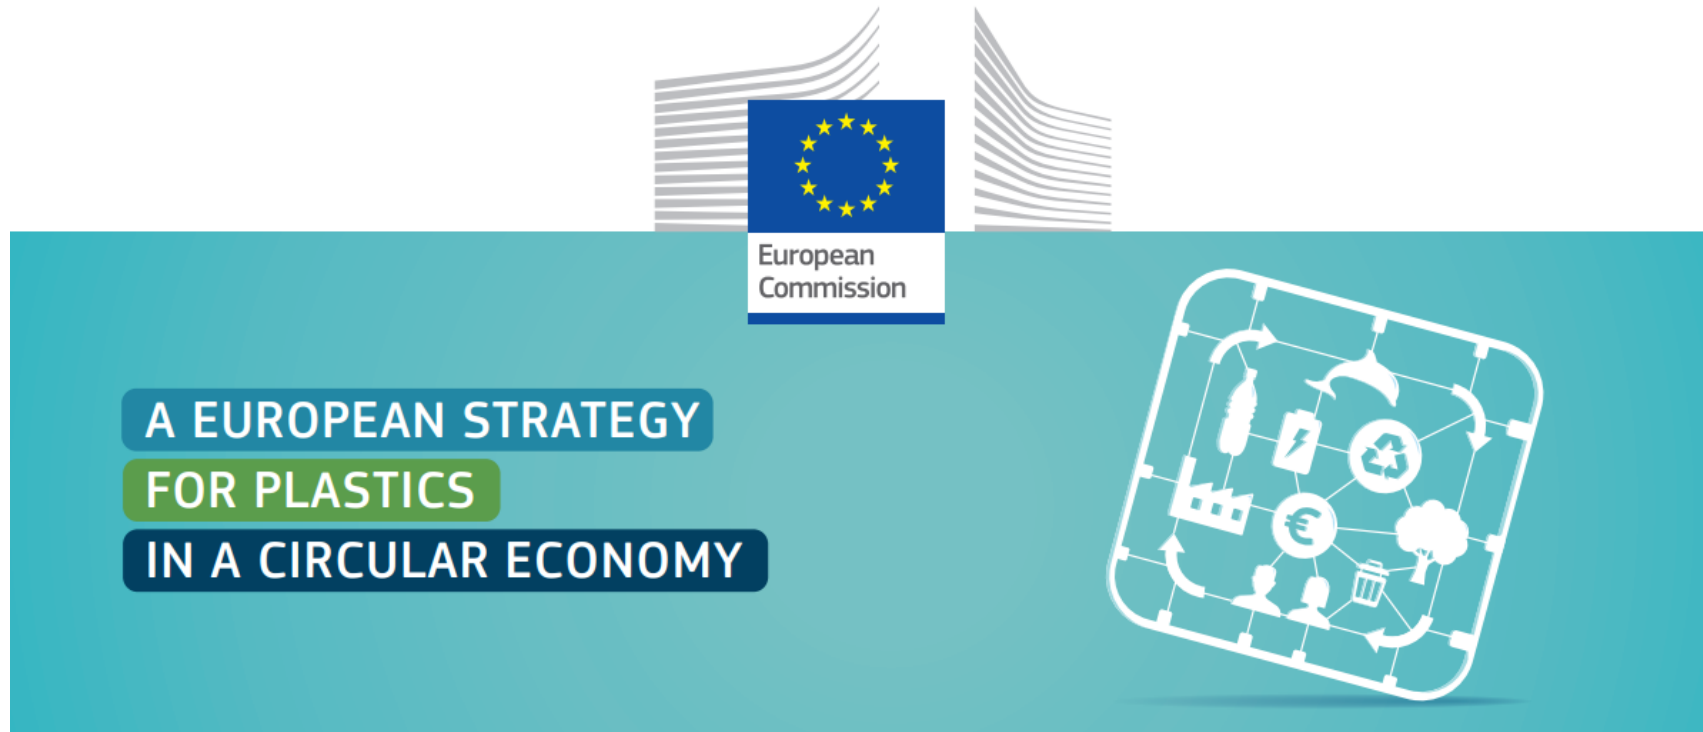 European
Commission
A EUROPEAN STRATEGY
FOR PLASTICS
IN A CIRCULAR ECONOMY
€